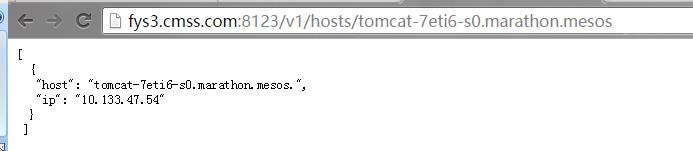 fys3.cmss.com:8123/v1/hosts/tomcat-7eti6-s0.marathon.mesos
[
{
"host": "tomcat-7eti6-s0.marathon.mesos.",
"ip": "10.133.47.54"
}
]